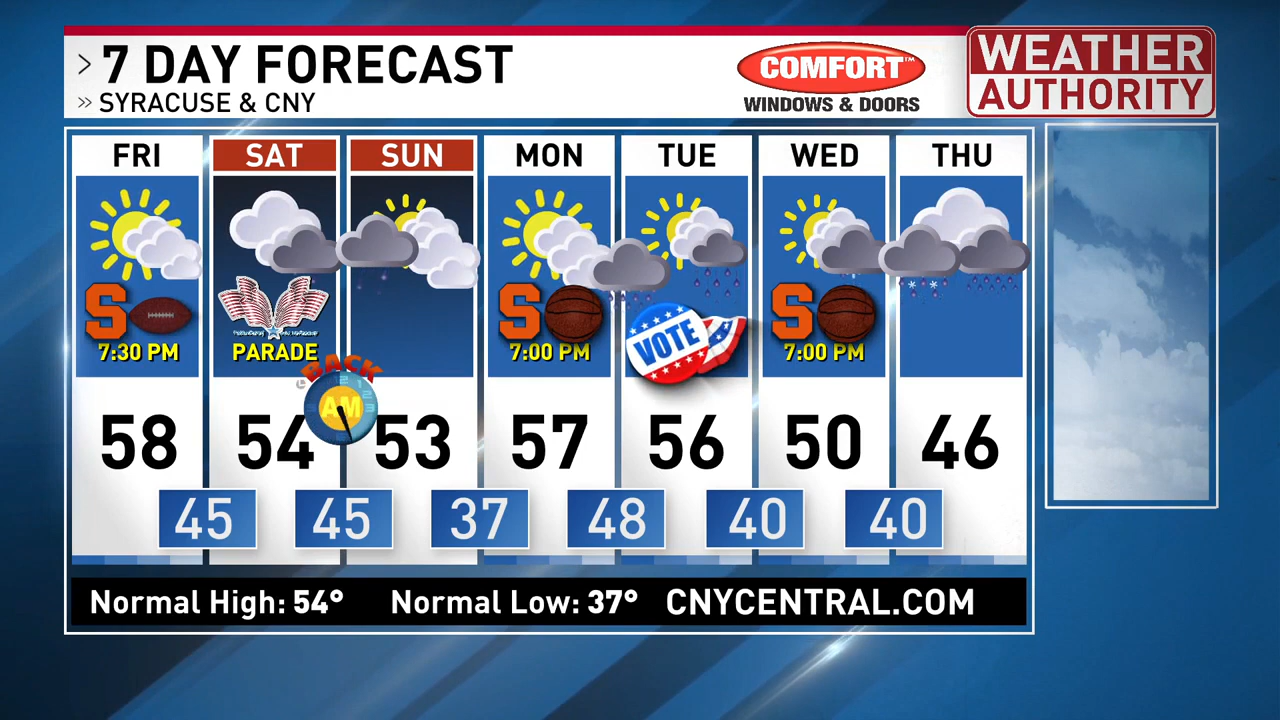 > 7 DAY FORECAST
» SYRACUSE & CNY
COMFORT™
WINDOWS & DOORS
WEATHER
AUTHORITY
FRI SAT SUN MON TUE WED THU
S S S
VOTE
7:30 PM PARADE 7:00 PM 7:00 PM
BACK
AM
58 54 53 57 56 50 46
45 45 37 48 40 40
Normal High: 54° Normal Low: 37° CNYCENTRAL.COM